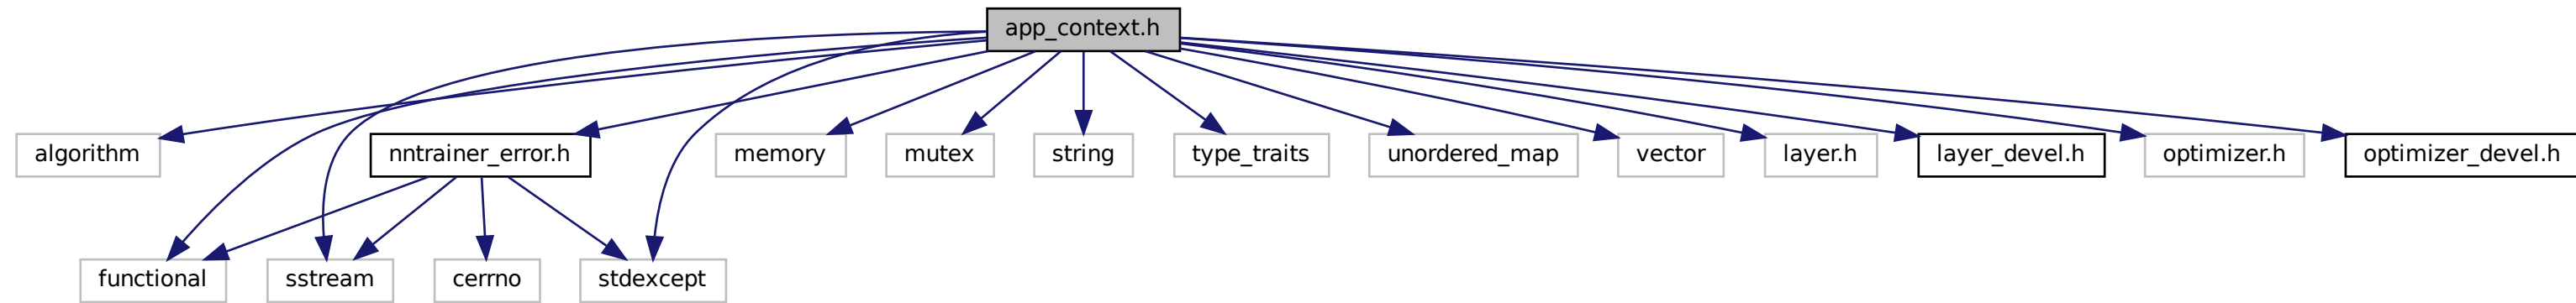 app_context.h
algorithm
nntrainer_error.h
memory
mutex
string
type_traits
unordered_map
vector
layer.h
layer_devel.h
optimizer.h
optimizer_devel.h
functional
sstream
cerrno
stdexcept